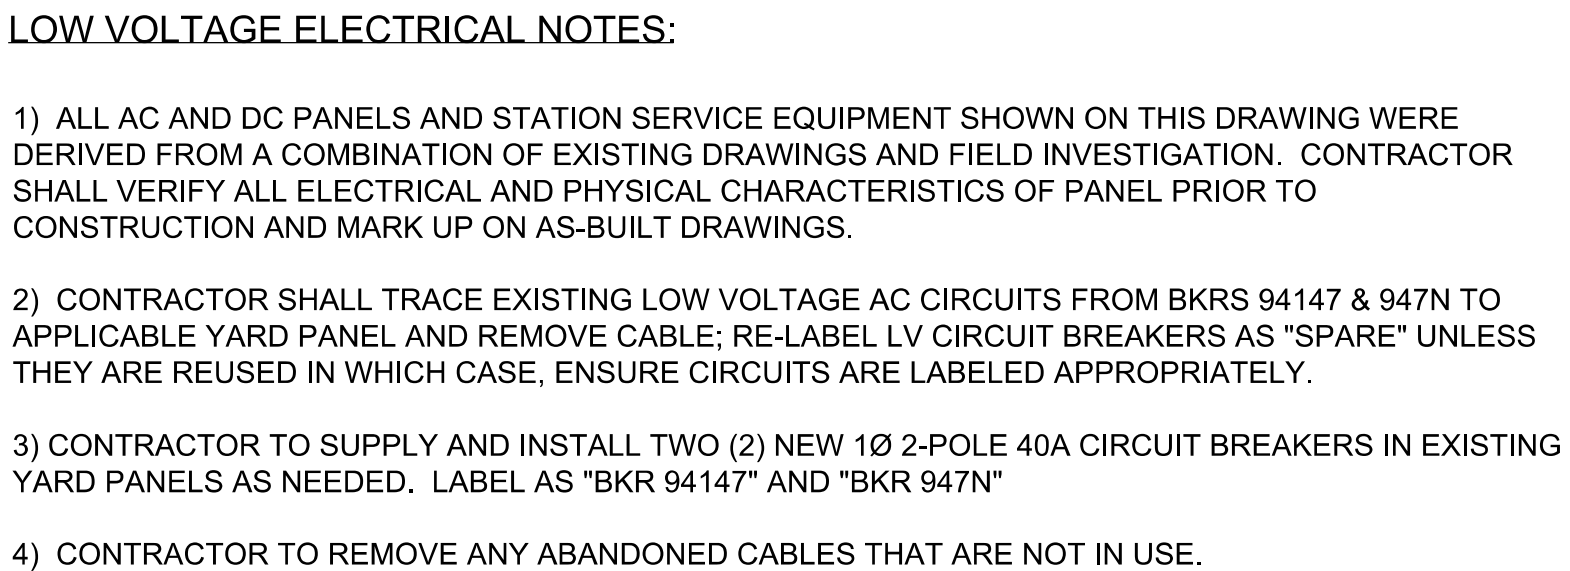 LOW VOLTAGE ELECTRICAL NOTES:
1) ALL AC AND DC PANELS AND STATION SERVICE EQUIPMENT SHOWN ON THIS DRAWING WERE
DERIVED FROM A COMBINATION OF EXISTING DRAWINGS AND FIELD INVESTIGATION. CONTRACTOR
SHALL VERIFY ALL ELECTRICAL AND PHYSICAL CHARACTERISTICS OF PANEL PRIOR TO
CONSTRUCTION AND MARK UP ON AS-BUILT DRAWINGS.
2) CONTRACTOR SHALL TRACE EXISTING LOW VOLTAGE AC CIRCUITS FROM BKRS 94147 & 947N TO
APPLICABLE YARD PANEL AND REMOVE CABLE; RE-LABEL LV CIRCUIT BREAKERS AS "SPARE" UNLESS
THEY ARE REUSED IN WHICH CASE, ENSURE CIRCUITS ARE LABELED APPROPRIATELY.
3) CONTRACTOR TO SUPPLY AND INSTALL TWO (2) NEW 1Ø 2-POLE 40A CIRCUIT BREAKERS IN EXISTING
YARD PANELS AS NEEDED. LABEL AS "BKR 94147" AND "BKR 947N"
4) CONTRACTOR TO REMOVE ANY ABANDONED CABLES THAT ARE NOT IN USE.